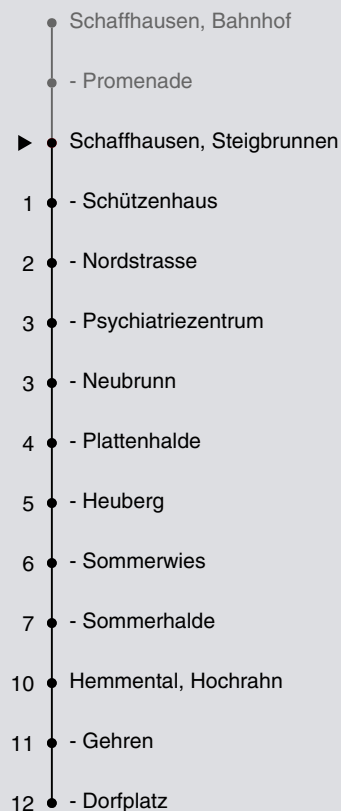 Schaffhausen, Bahnhof
- Promenade
Schaffhausen, Steigbrunnen
1 - Schützenhaus
2 - Nordstrasse
3 - Psychiatriezentrum
3 - Neubrunn
4 - Plattenhalde
5 - Heuberg
6 - Sommerwies
7 - Sommerhalde
10 Hemmental, Hochrahn
11 - Gehren
12 - Dorfplatz